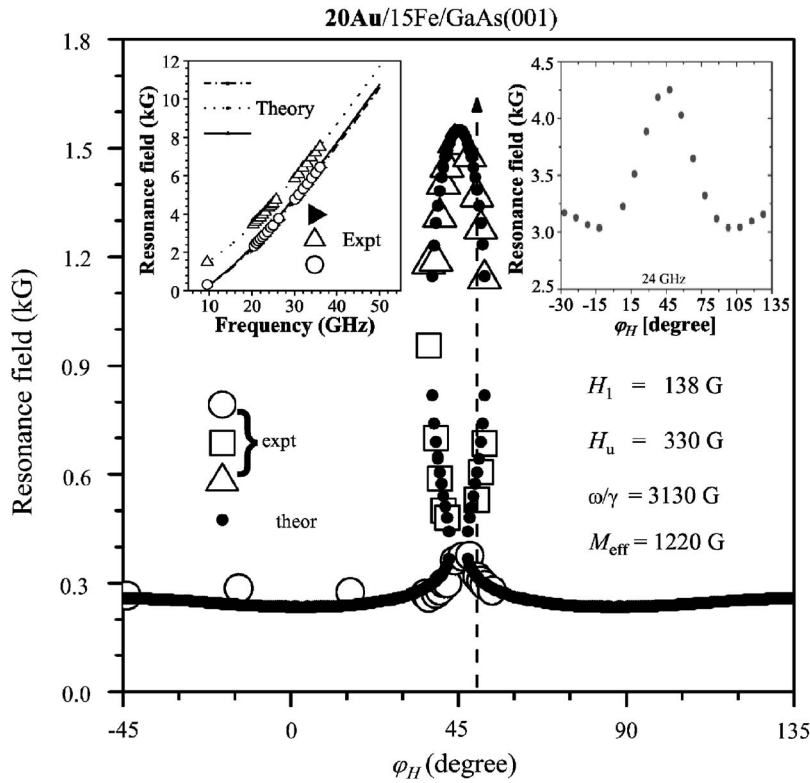 20Au/15Fe/GaAs(001)
Resonance field (kG)
1.8
1.5
1.2
0.9
0.6
0.3
0.0
-45
0
45
90
135
φH (degree)
Resonance field (kG)
12
10
8
6
4
2
0
0
10
20
30
40
50
Frequency (GHz)
Theory
Expt
Resonance field (kG)
4.5
4.0
3.5
3.0
2.5
24 GHz
-30
-15
15
45
75
105
135
φH [degree]
expt
theor
H1 = 138 G
Hu = 330 G
ω/γ = 3130 G
Meff = 1220 G